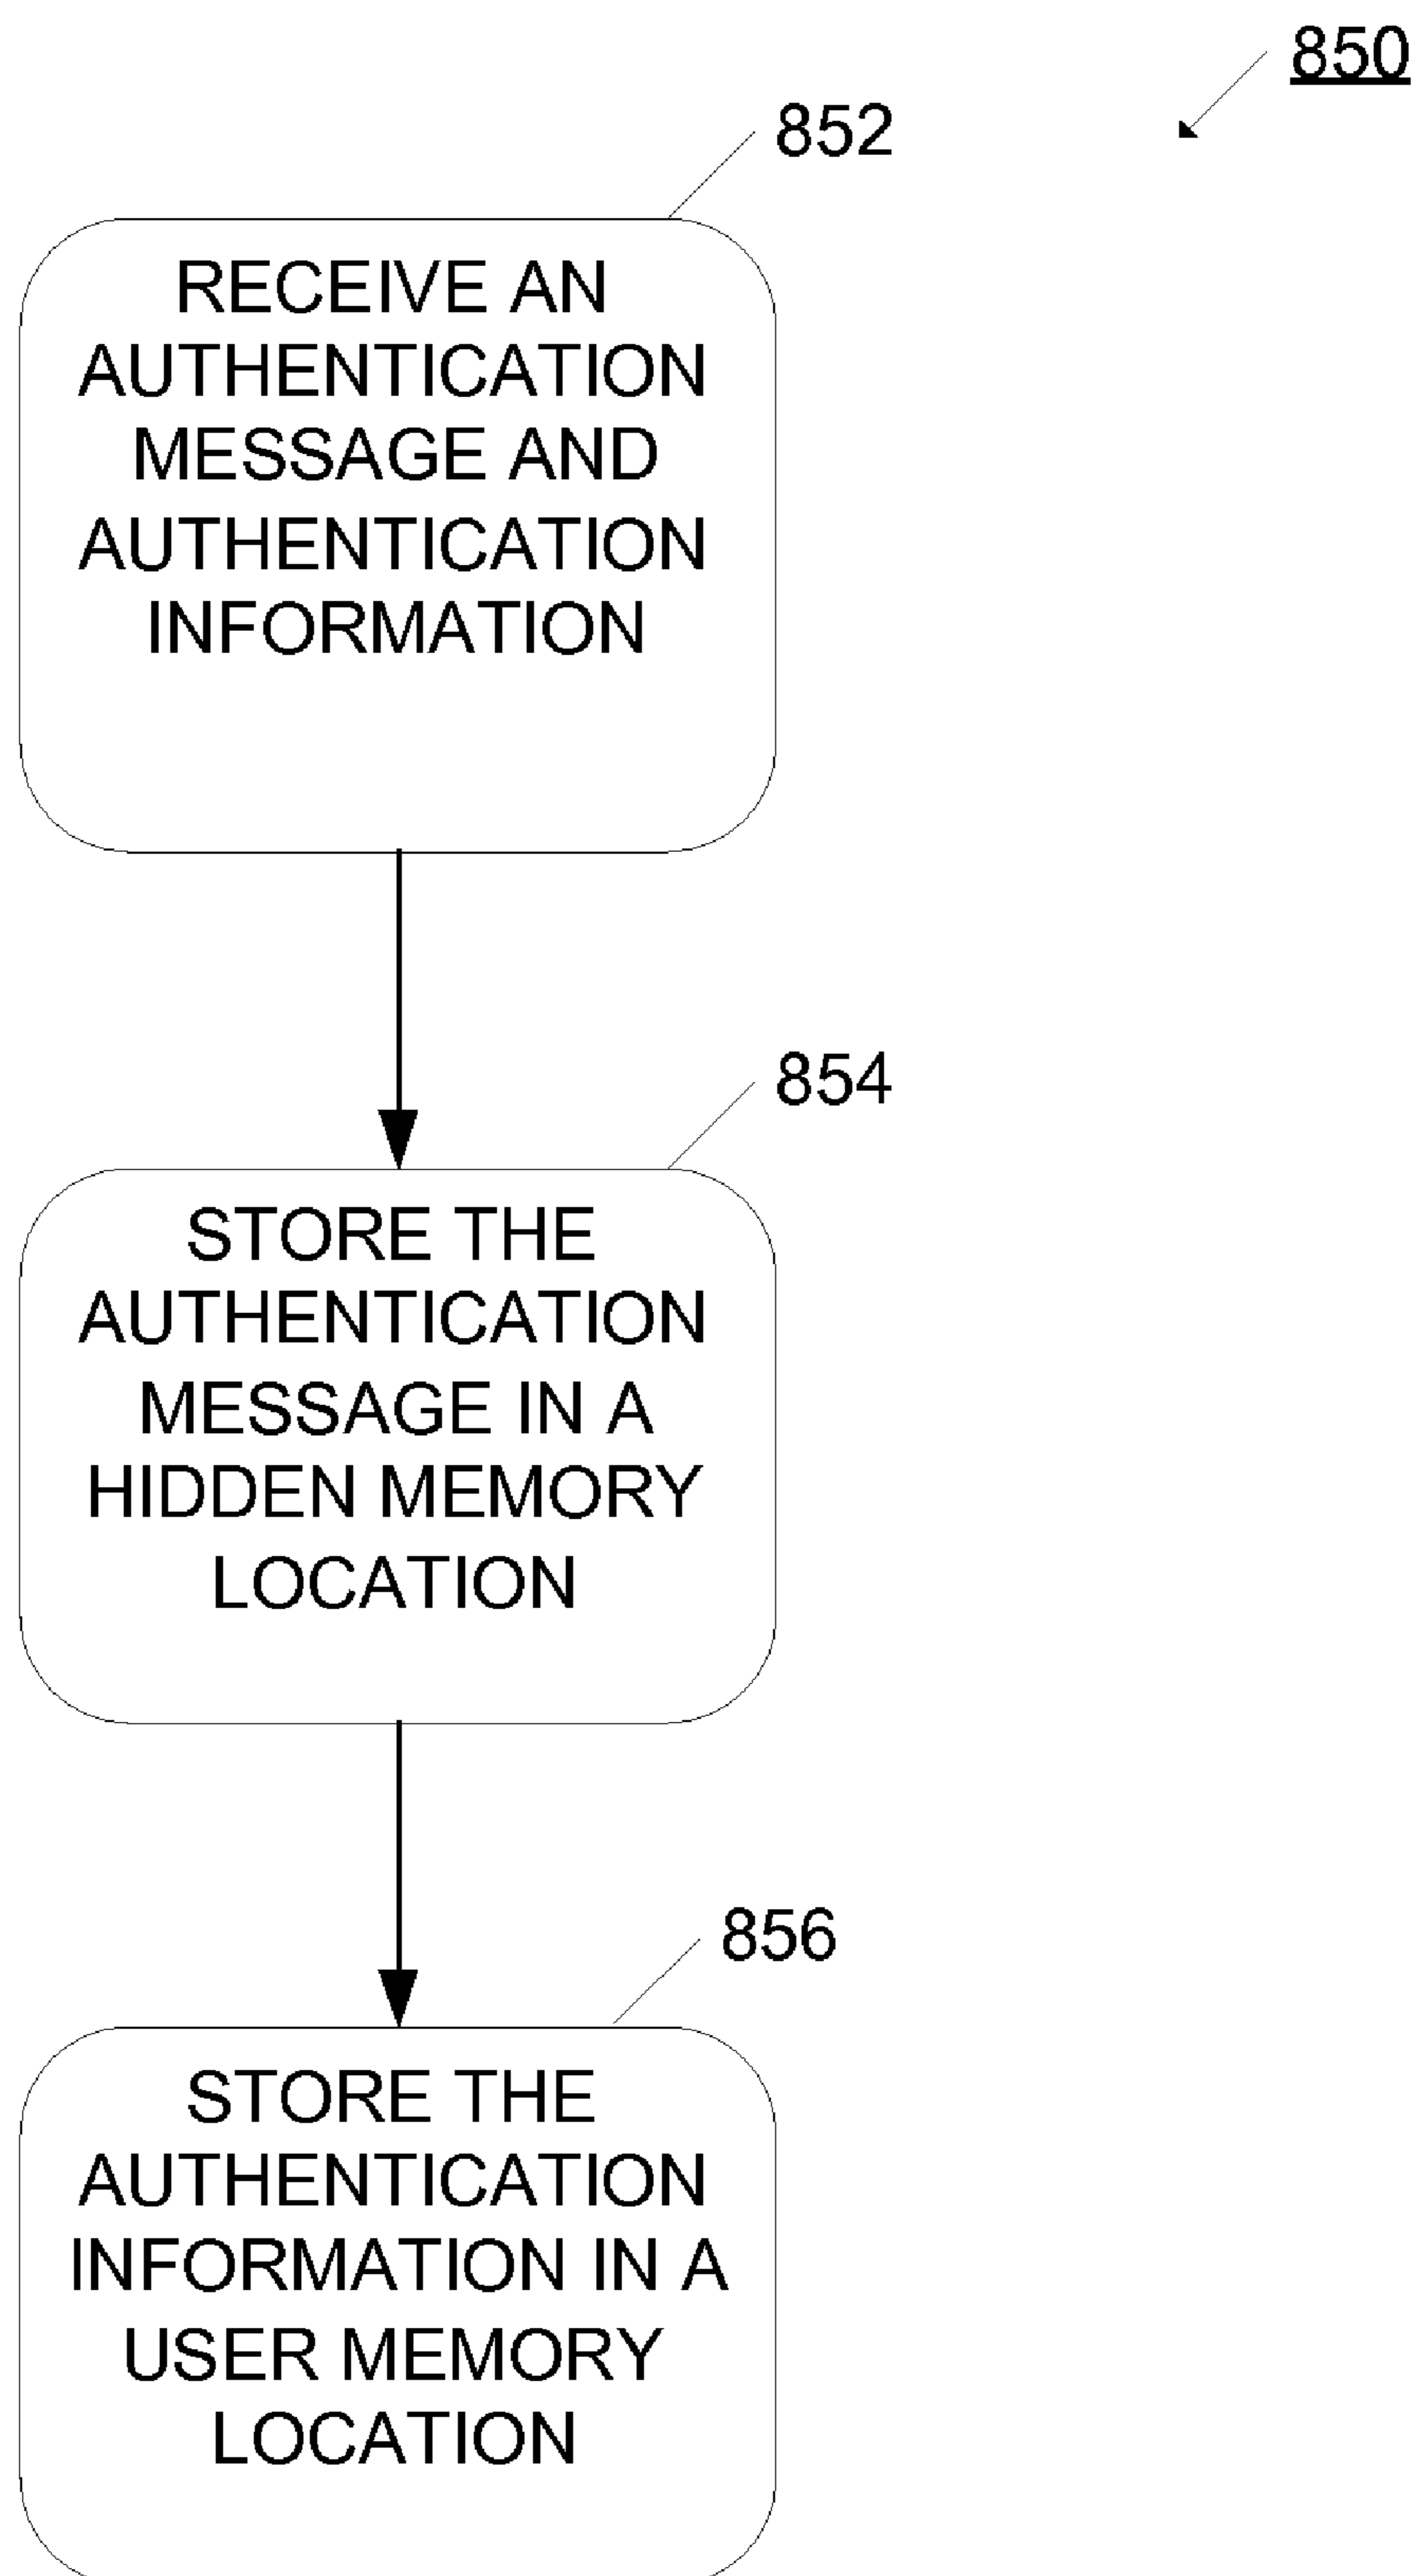 850
852
RECEIVE AN
AUTHENTICATION
MESSAGE AND
AUTHENTICATION
INFORMATION
854
STORE THE
AUTHENTICATION
MESSAGE IN A
HIDDEN MEMORY
LOCATION
856
STORE THE
AUTHENTICATION
INFORMATION IN A
USER MEMORY
LOCATION